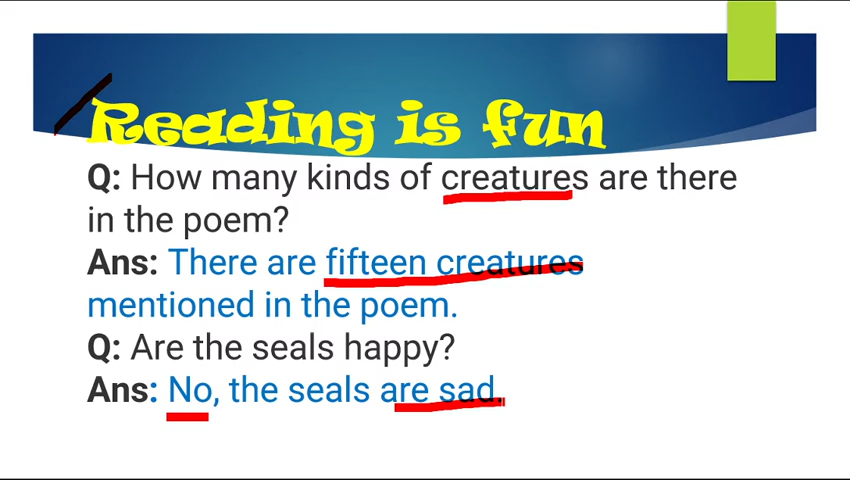 Reading is fun
Q: How many kinds of creatures are there
in the poem?
Ans: There are fifteen creatures
mentioned in the poem.
Q: Are the seals happy?
Ans: No, the seals are sad.